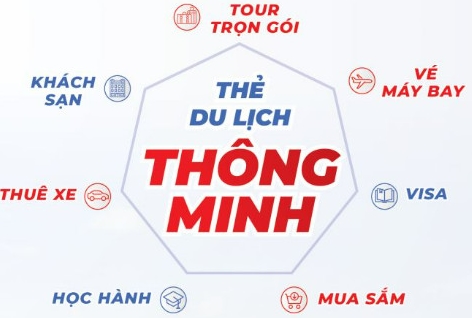 TOUR
TRỌN GÓI
KHÁCH
SẠN
VÉ
MÁY BAY
THẺ
DU LỊCH
THÔNG
MINH
THUÊ XE
VISA
HỌC HÀNH
MUA SẮM